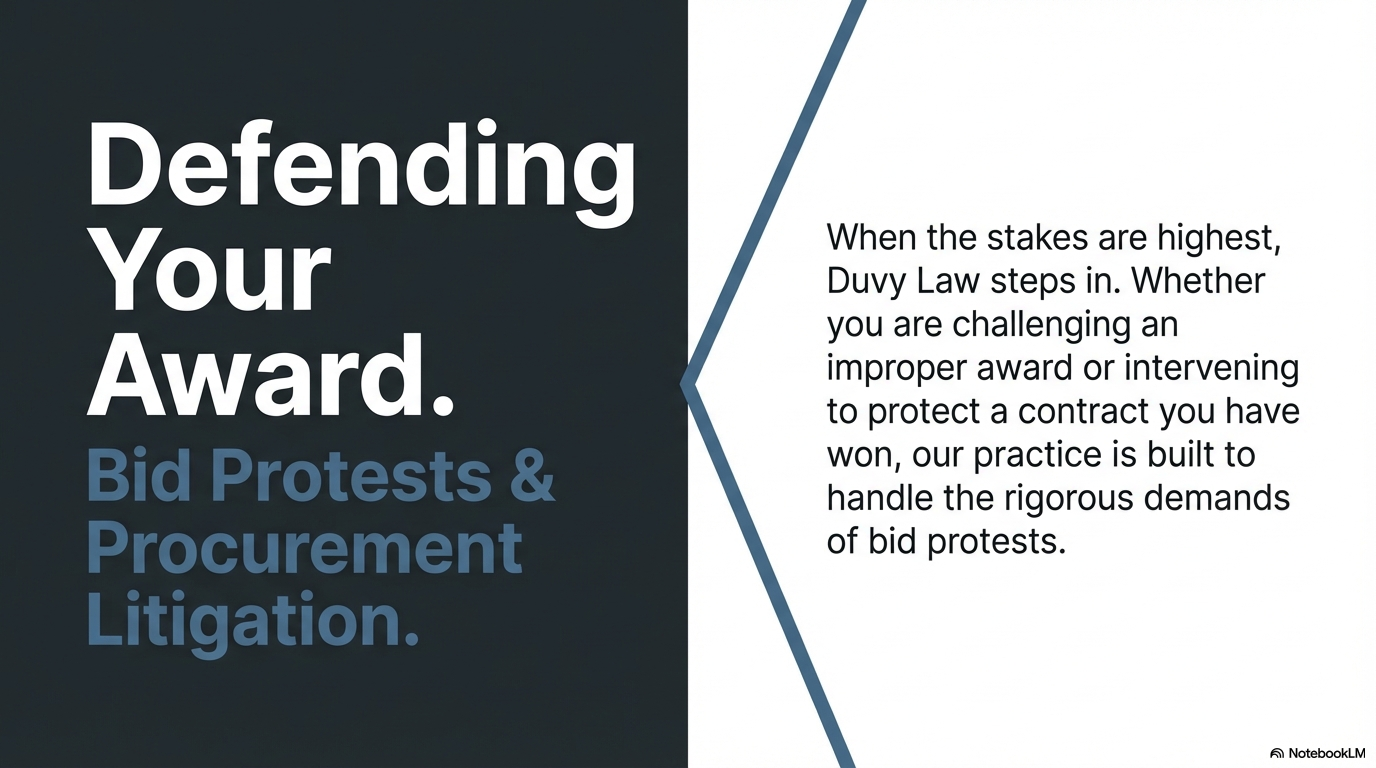 Defending
Your
Award.
Bid Protests &
Procurement
Litigation.
When the stakes are highest,
Duvy Law steps in. Whether
you are challenging an
improper award or intervening
to protect a contract you have
won, our practice is built to
handle the rigorous demands
of bid protests.
NotebookLM